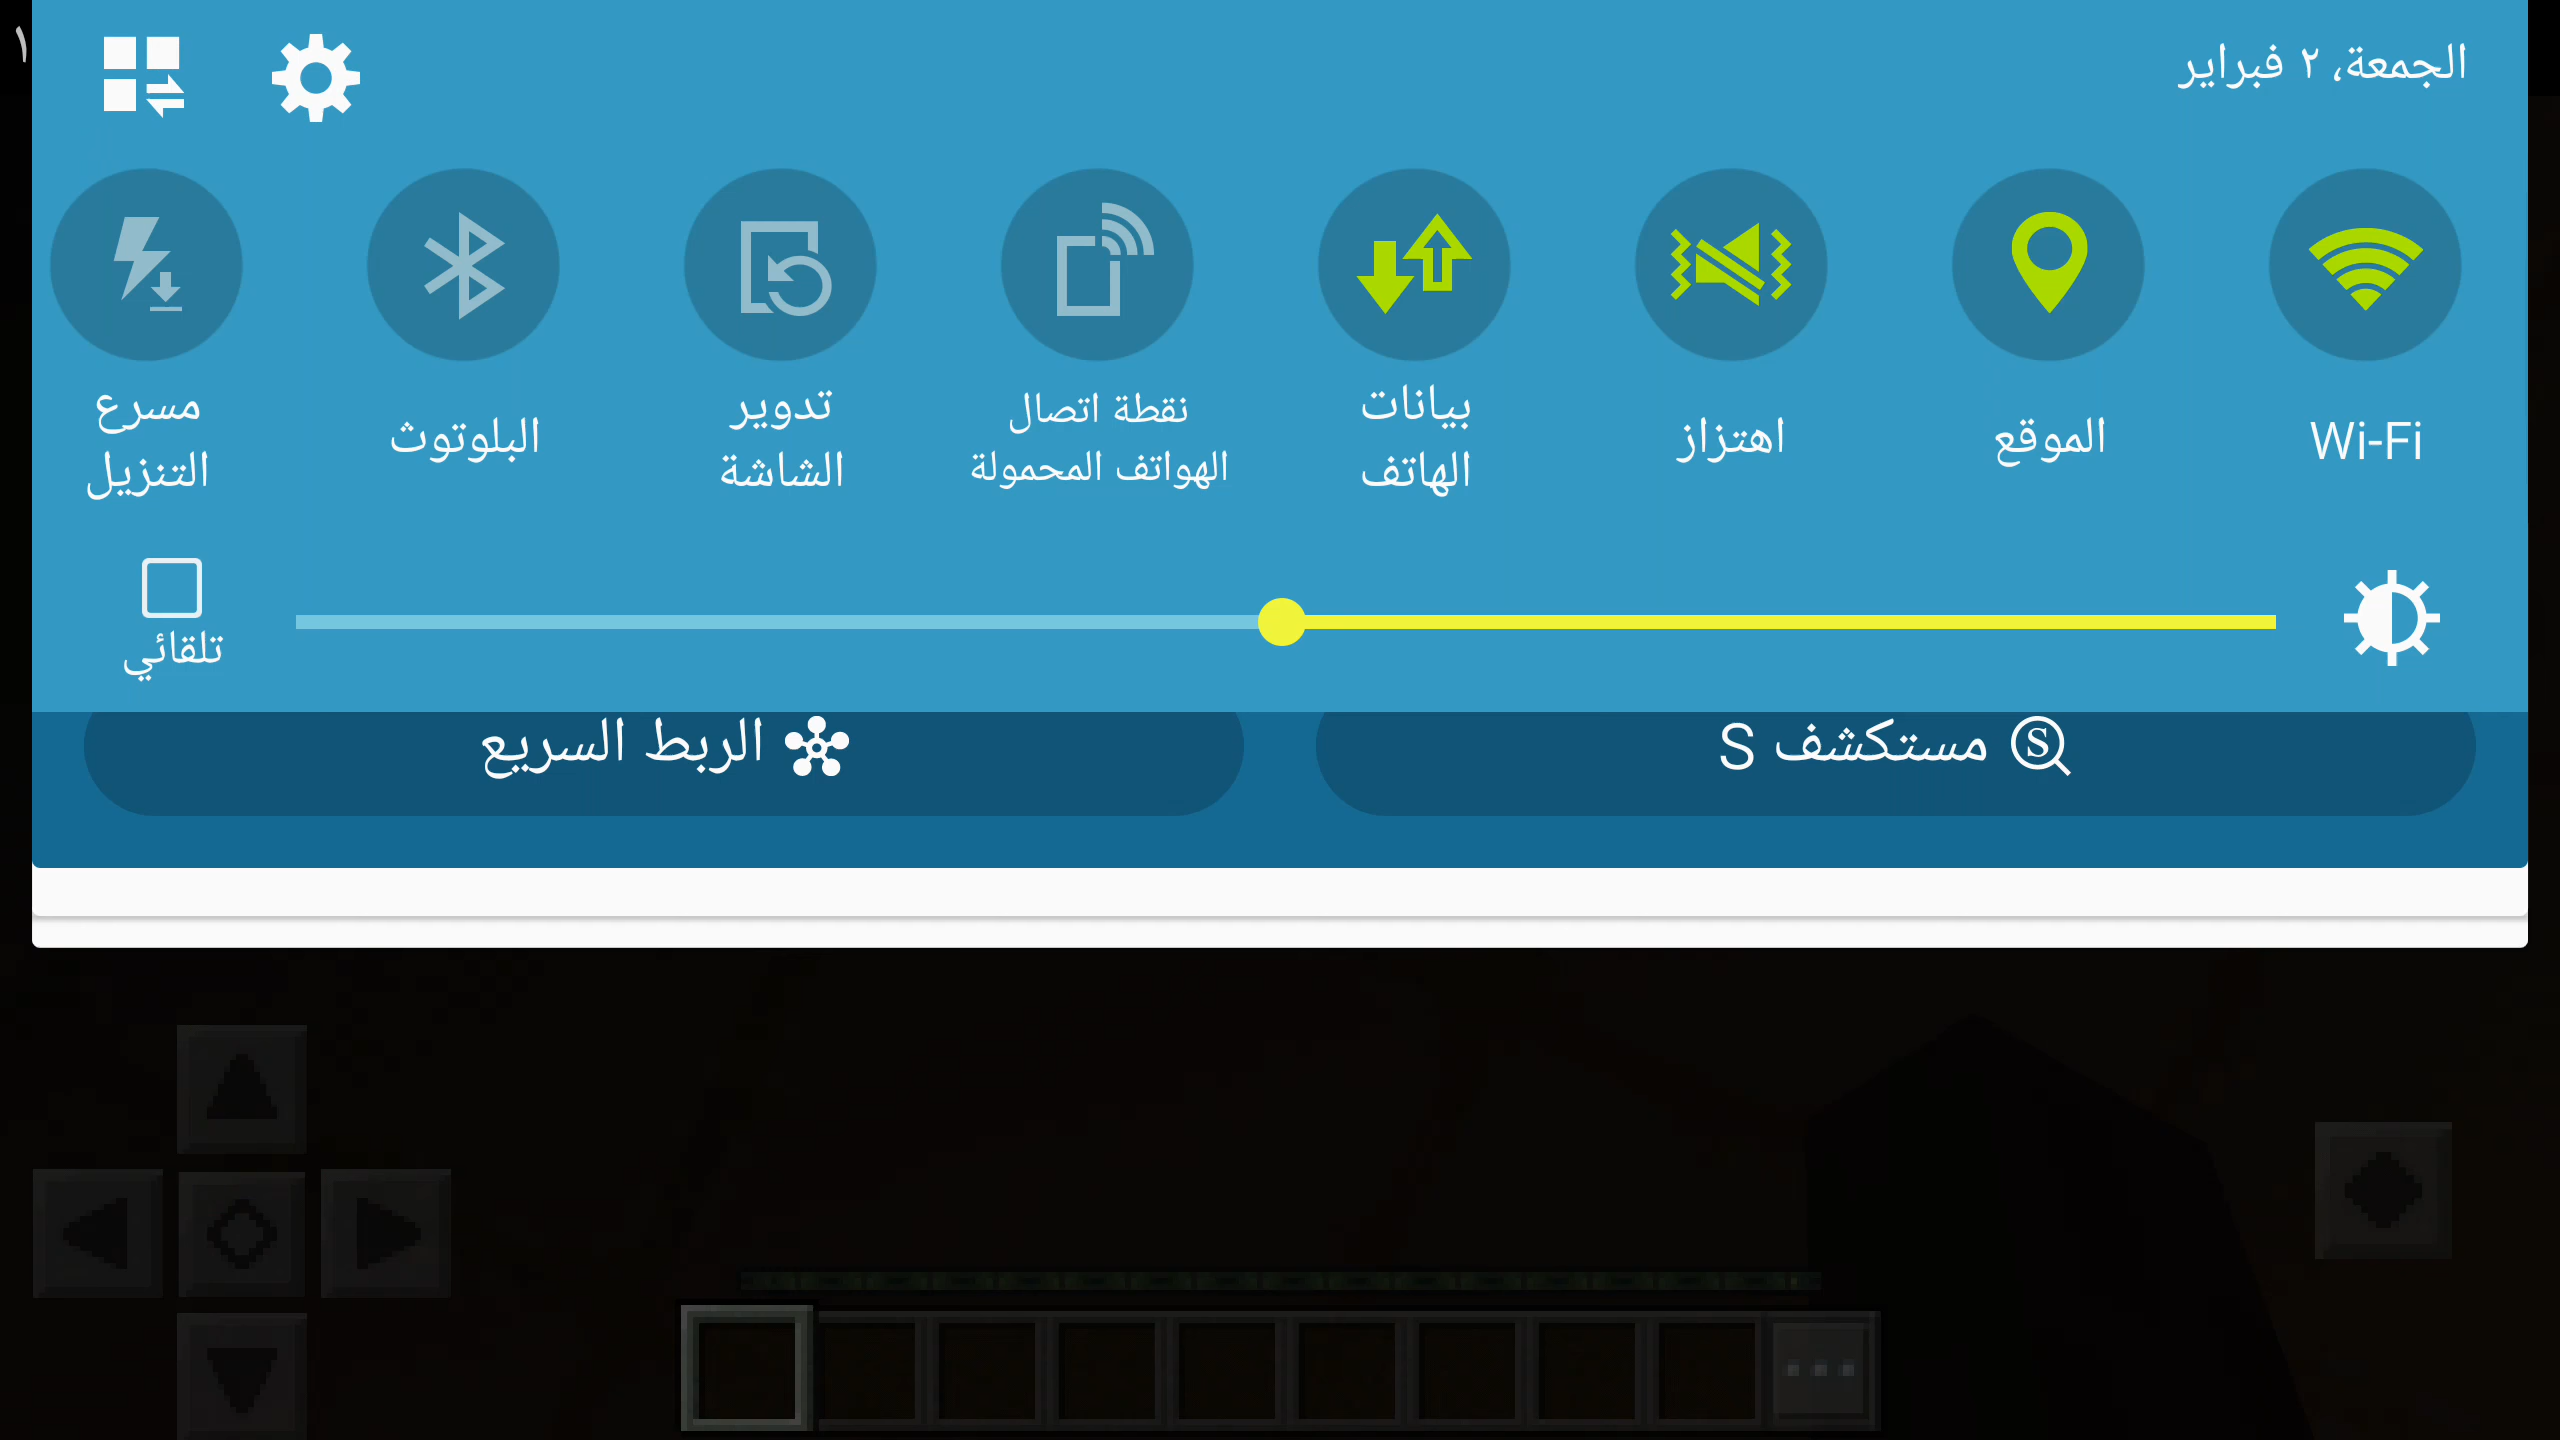 ١
الجمعة، ٢ فبراير
Wi-Fi
الموقع
اهتزاز
بيانات
الهاتف
نقطة اتصال
الهواتف المحمولة
تدوير
الشاشة
البلوتوث
مسرع
التنزيل
تلقائي
مستكشف S
الربط السريع